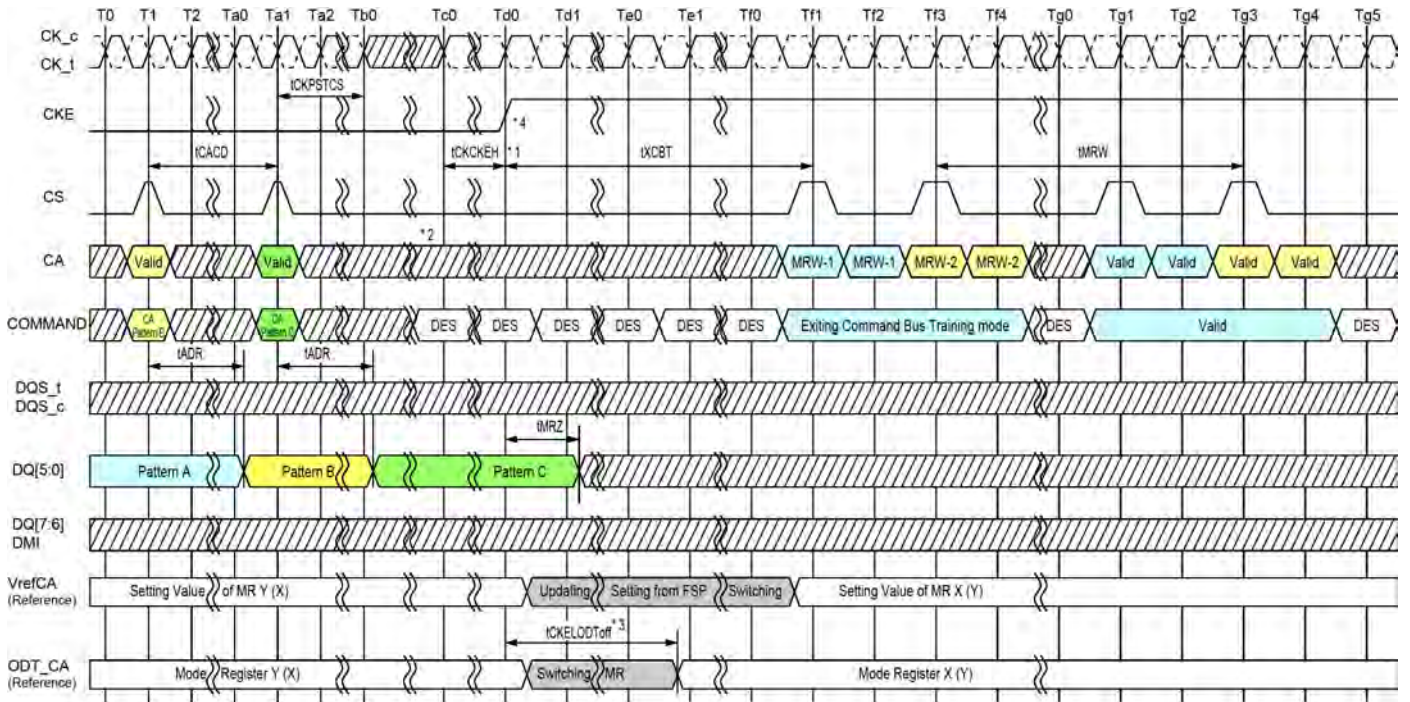 T0 T1 T2 Ta0 Ta1 Ta2 Tb0 Tc0 Td0 Td1 Te0 Te1 Tf0 Tf1 Tf2 Tf3 Tf4 Tg0 Tg1 Tg2 Tg3 Tg4 Tg5
CK_c
CK_t
tCKPSTCS
CKE
*4
tCACD tCKCKEH *1 tXCBT tMRW
CS
*2
CA Valid Valid MRW-1 MRW-1 MRW-2 MRW-2 Valid Valid Valid Valid
COMMAND CA Pattern B CA Pattern C DES DES DES DES DES DES Exiting Command Bus Training mode DES Valid DES
tADR tADR
DQS_t
DQS_c
tMRZ
DQ[5:0] Pattern A Pattern B Pattern C
DQ[7:6]
DMI
VrefCA
(Reference)
Setting Value of MR Y (X) Updating Setting from FSP Switching Setting Value of MR X (Y)
tCKELODToff *3
ODT_CA
(Reference)
Mode Register Y (X) Switching MR Mode Register X (Y)